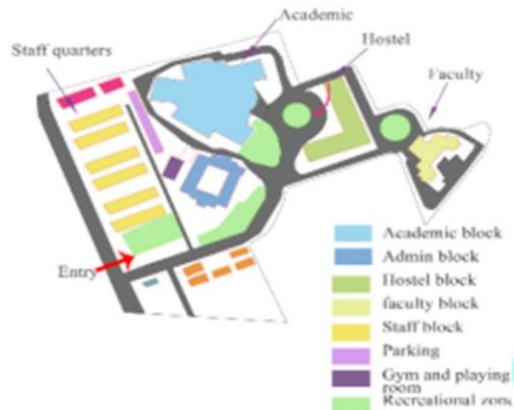 Academic
Staff quarters
Hostel
Faculty
Entry
Academic block
Admin block
Hostel block
faculty block
Staff block
Parking
Gym and playing
room
Recreational zone